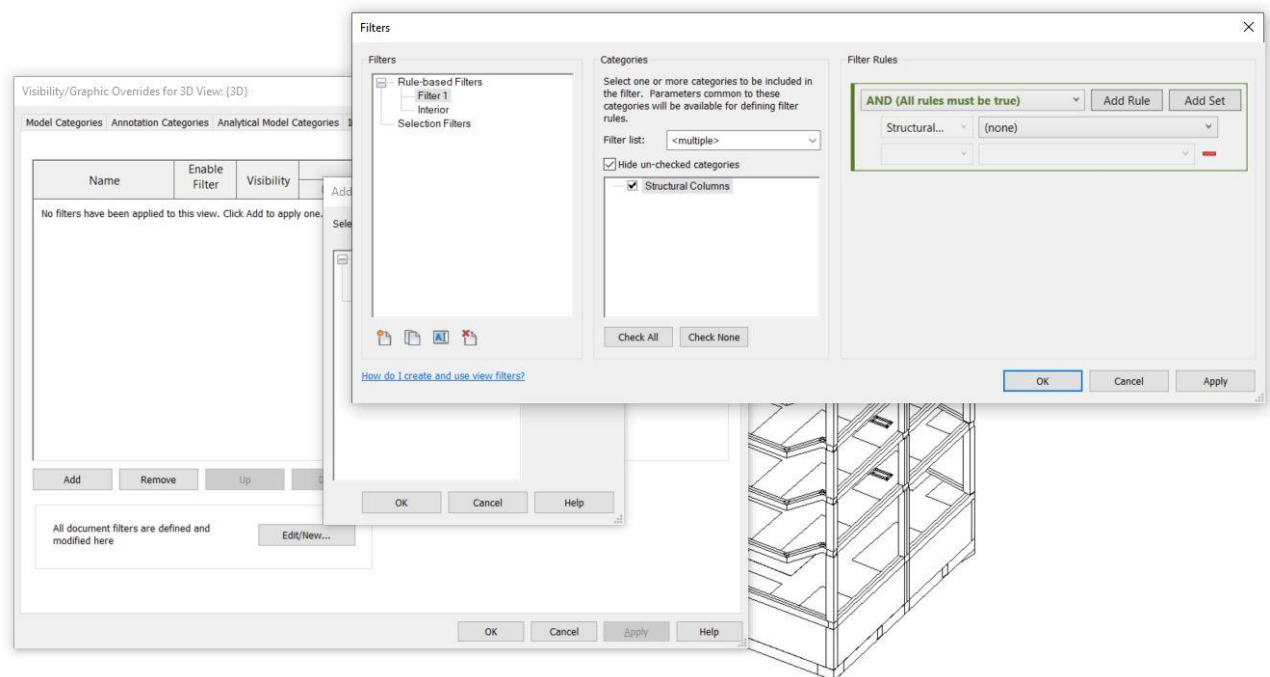 Filters
Filters
Rule-based Filters
Filter 1
Interior
Selection Filters
How do I create and use view filters?
Categories
Select one or more categories to be included in
the filter. Parameters common to these
categories will be available for defining filter
rules.
Filter list:
<multiple>
Hide un-checked categories
Structural Columns
Check All
Check None
Filter Rules
AND (All rules must be true)
Add Rule
Add Set
Structural...
(none)
OK
Cancel
Apply
Visibility/Graphic Overrides for 3D View: {3D}
Model Categories
Annotation Categories
Analytical Model Categories
Name
Enable
Filter
Visibility
No filters have been applied to this view. Click Add to apply one.
Add
Remove
Up
All document filters are defined and
modified here
Edit/New...
OK
Cancel
Apply
Help
Add
Sele
OK
Cancel
Help